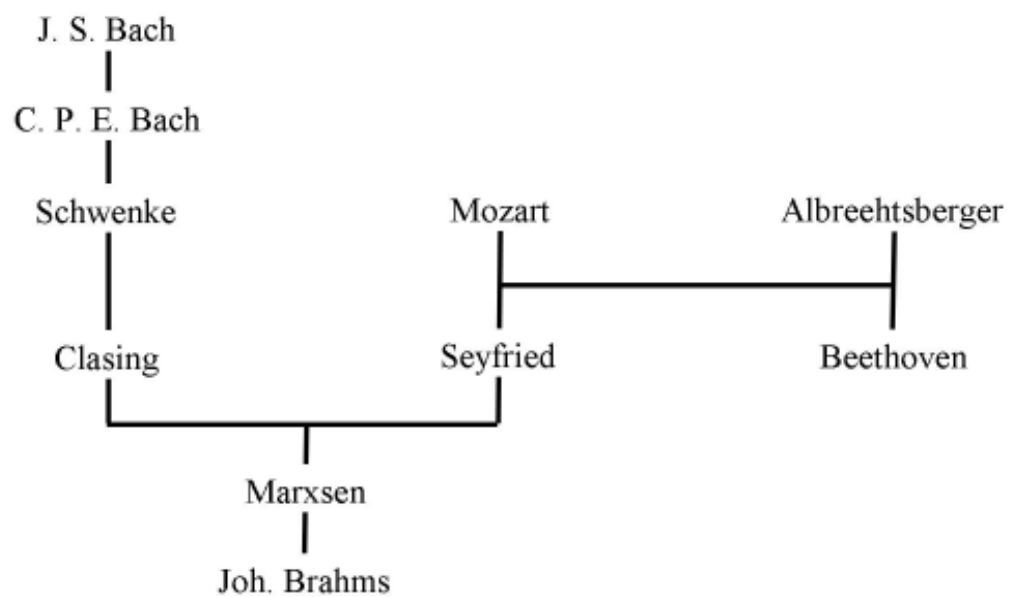 J. S. Bach
C. P. E. Bach
Schwenke Mozart Albreehtsberger
Clasing Seyfried Beethoven
Marxsen
Joh. Brahms